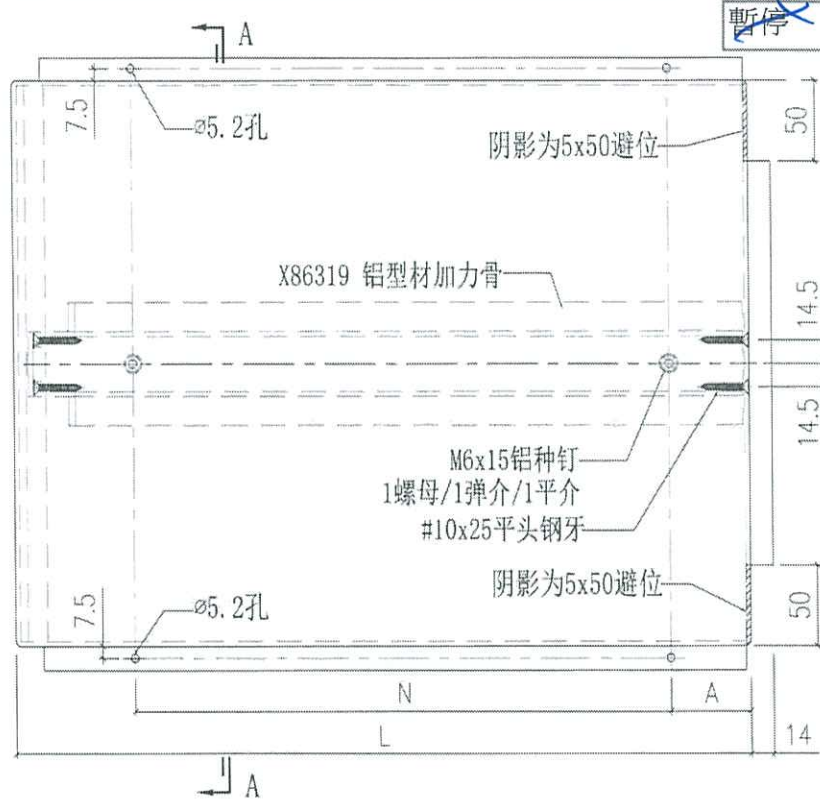 暫停
A
7.5
ø5.2孔
50
阴影为5x50避位
X86319 铝型材加力骨
14.5
14.5
M6x15铝种钉
1螺母/1弹介/1平介
#10x25平头钢牙
阴影为5x50避位
7.5
ø5.2孔
50
N
A
L
14
A